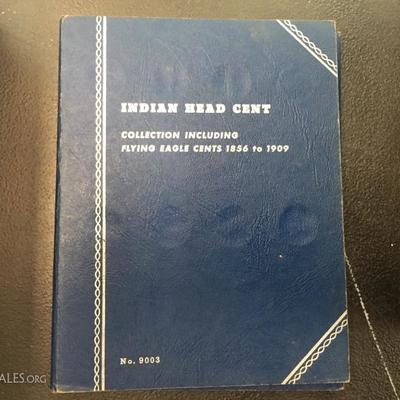 INDIAN HEAD CENT
COLLECTION INCLUDING
FLYING EAGLE CENTS 1856 to 1909
No. 9003
ALES.ORG